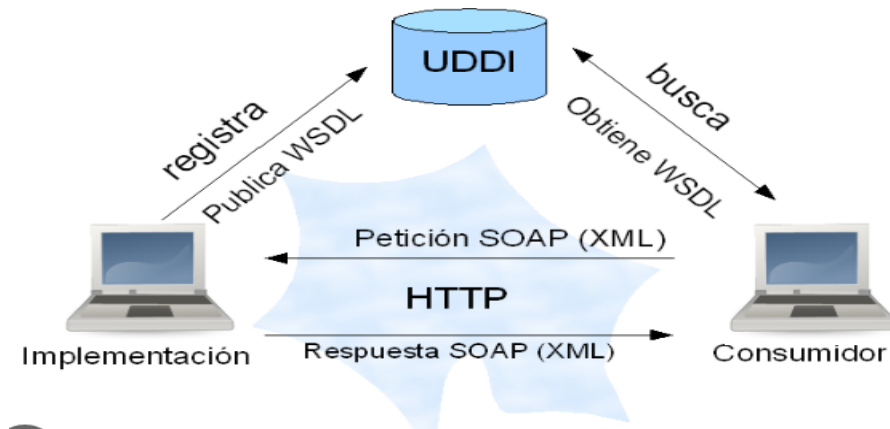 UDDI
registra
Publica WSDL
busca
Obtiene WSDL
Petición SOAP (XML)
HTTP
Respuesta SOAP (XML)
Implementación
Consumidor